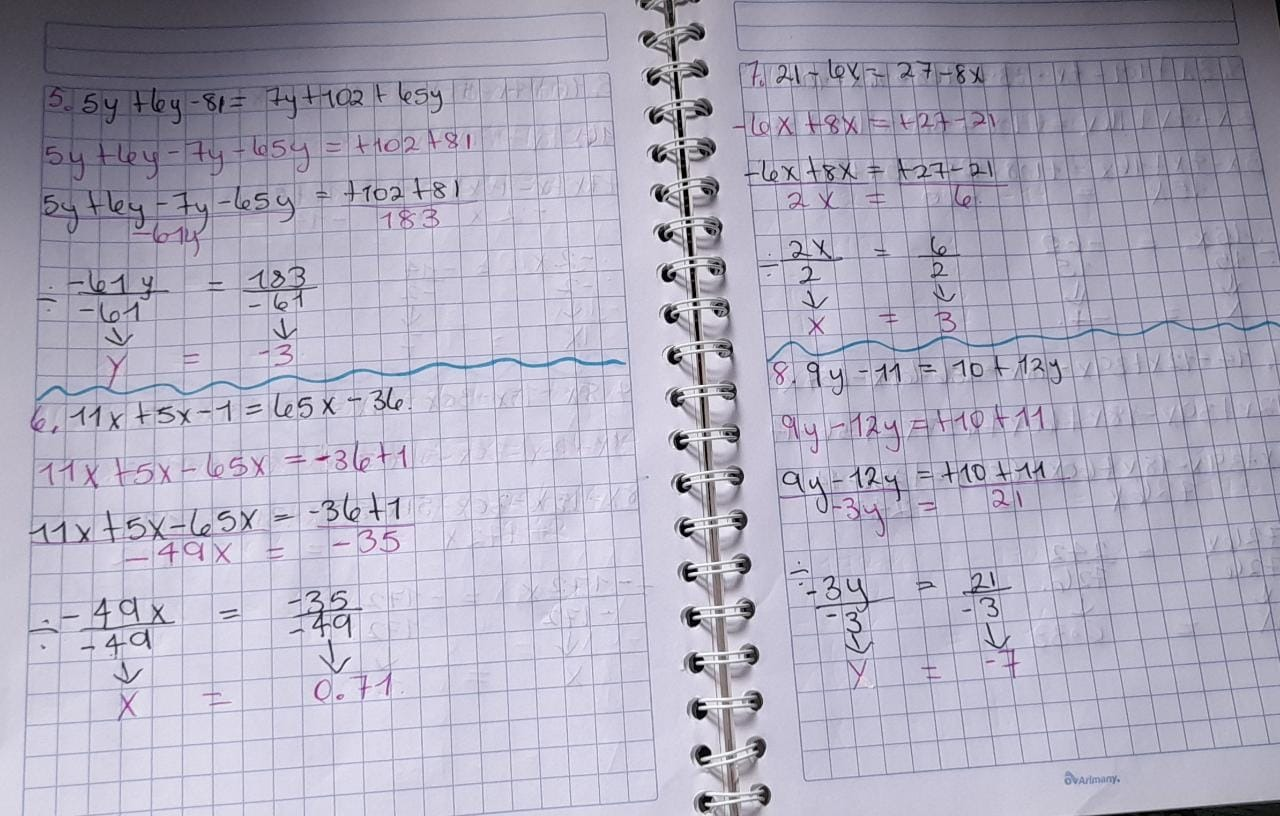 5. 5y + 6y - 81 = 7y + 102 + 65y
5y + 6y - 7y - 65y = +102 + 81
5y + 6y - 7y - 65y = +102 + 81
-61y 183
÷ -61y / -61 = 183 / -61
↓ ↓
y = -3
6. 11x + 5x - 1 = 65x - 36.
11x + 5x - 65x = -36 + 1
11x + 5x - 65x = -36 + 1
-49x = -35
÷ -49x / -49 = -35 / -49
↓ ↓
x = 0.71
7. 21 - 6x = 27 - 8x
-6x + 8x = +27 - 21
-6x + 8x = +27 - 21
2x = 6
÷ 2x / 2 = 6 / 2
↓ ↓
x = 3
8. 9y - 11 = 10 + 12y
9y - 12y = +10 + 11
9y - 12y = +10 + 11
-3y = 21
÷ -3y / -3 = 21 / -3
↓ ↓
y = -7
Arimany.